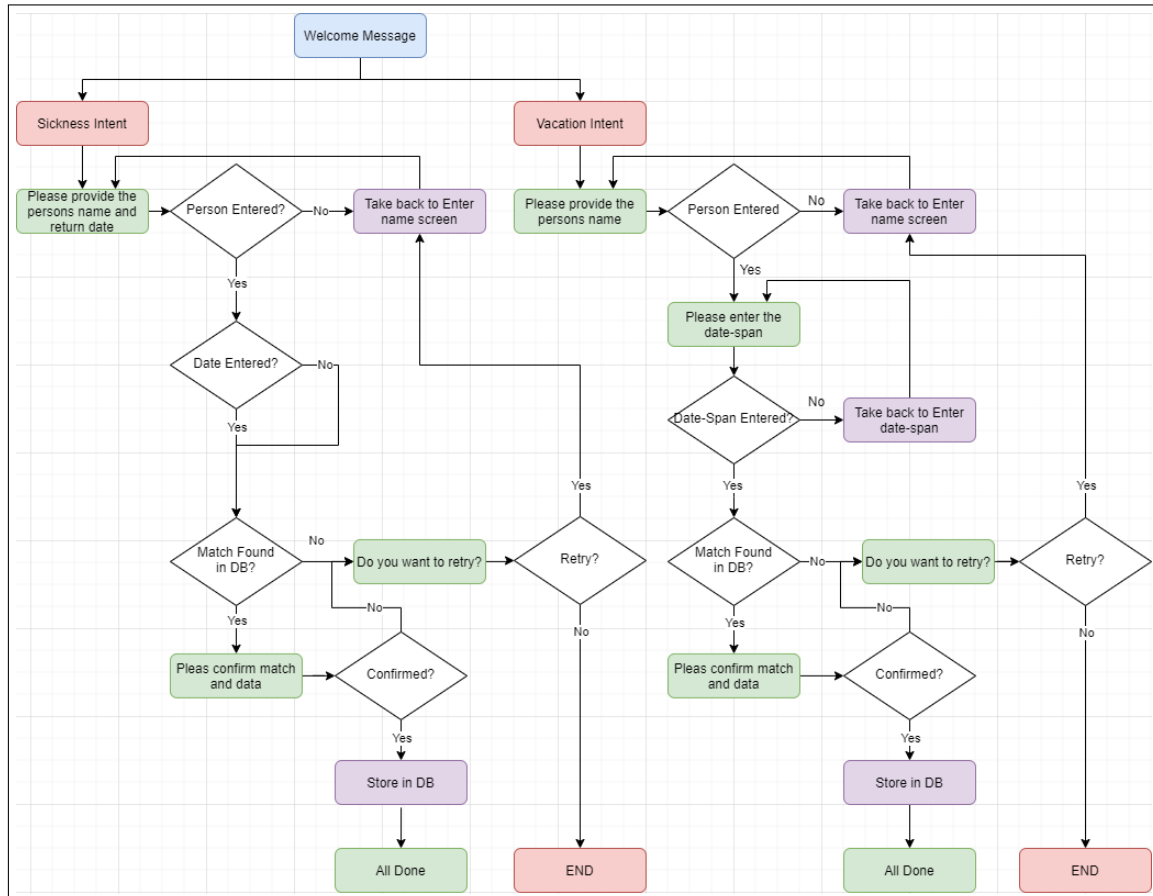 Welcome Message
Sickness Intent
Vacation Intent
Please provide the
persons name and
return date
Person Entered?
No
Take back to Enter
name screen
Please provide the
persons name
Person Entered
No
Take back to Enter
name screen
Yes
Yes
Please enter the
date-span
Date Entered?
No
Yes
Date-Span Entered?
No
Take back to Enter
date-span
Yes
Yes
Yes
Match Found
in DB?
No
Do you want to retry?
Retry?
Match Found
in DB?
No
Do you want to retry?
Retry?
Yes
No
No
Yes
No
No
Pleas confirm match
and data
Confirmed?
Pleas confirm match
and data
Confirmed?
Yes
Yes
Store in DB
Store in DB
All Done
END
All Done
END